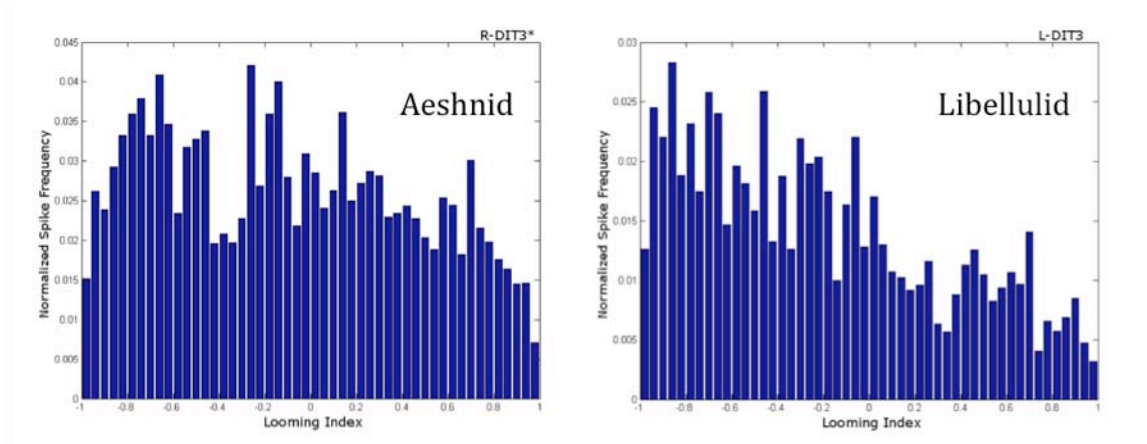 R-DIT3*
Aeshnid
Normalized Spike Frequency
0.045
0.04
0.035
0.03
0.025
0.02
0.015
0.01
0.005
0
-1 -0.8 -0.6 -0.4 -0.2 0 0.2 0.4 0.6 0.8 1
Looming Index
L-DIT3
Libellulid
Normalized Spike Frequency
0.03
0.025
0.02
0.015
0.01
0.005
0
-1 -0.8 -0.6 -0.4 -0.2 0 0.2 0.4 0.6 0.8 1
Looming Index